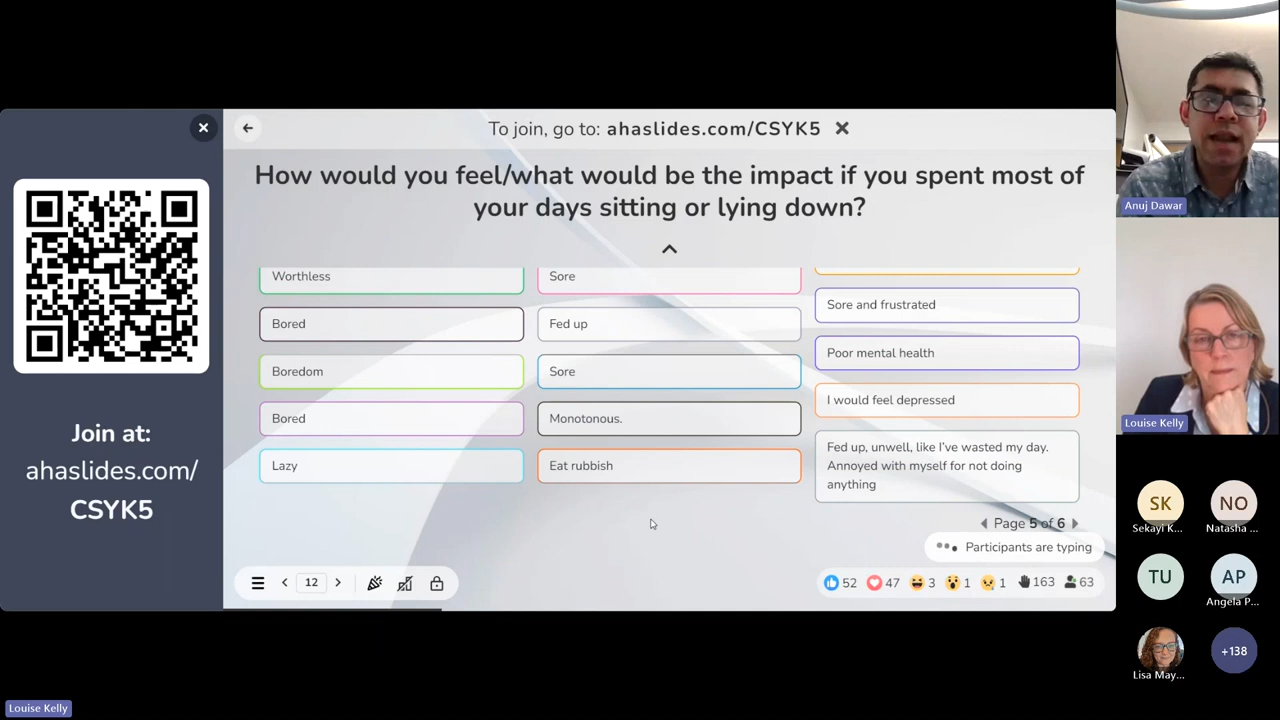 To join, go to: ahaslides.com/CSYK5
How would you feel/what would be the impact if you spent most of
your days sitting or lying down?
Worthless
Bored
Boredom
Bored
Lazy
Sore
Fed up
Sore
Monotonous.
Eat rubbish
Sore and frustrated
Poor mental health
I would feel depressed
Fed up, unwell, like I've wasted my day.
Annoyed with myself for not doing
anything
Page 5 of 6
Participants are typing
12
52
47
3
1
1
163
63
Join at:
ahaslides.com/
CSYK5
Anuj Dawar
Louise Kelly
SK
Sekayi K...
NO
Natasha ...
TU
AP
Angela P...
Lisa May...
+138
Louise Kelly